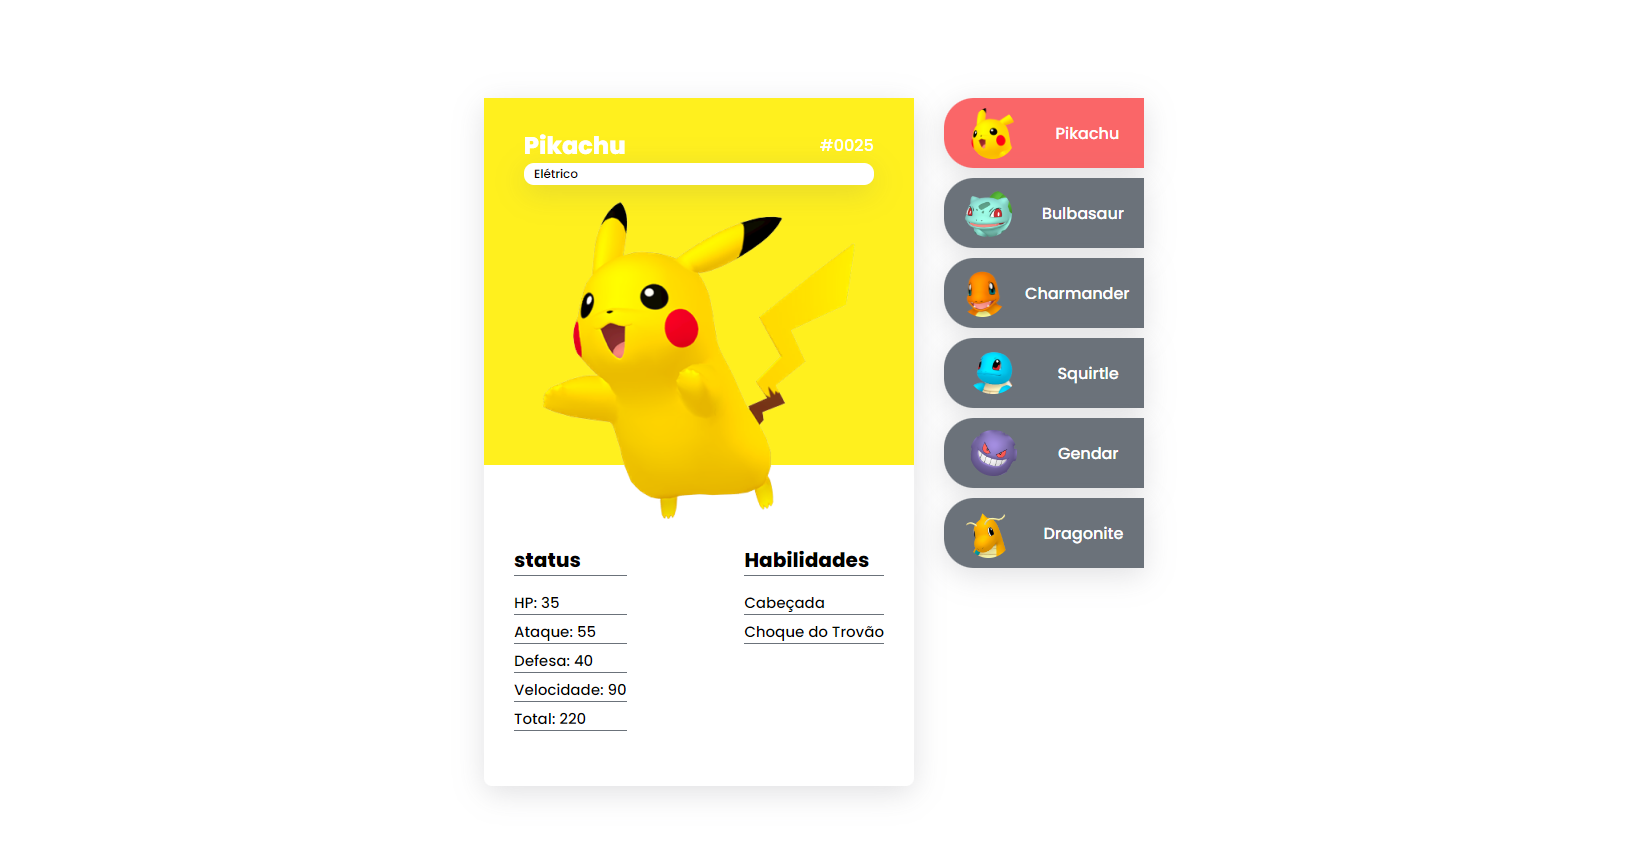 Pikachu #0025
Elétrico
status
HP: 35
Ataque: 55
Defesa: 40
Velocidade: 90
Total: 220
Habilidades
Cabeçada
Choque do Trovão
Pikachu
Bulbasaur
Charmander
Squirtle
Gendar
Dragonite